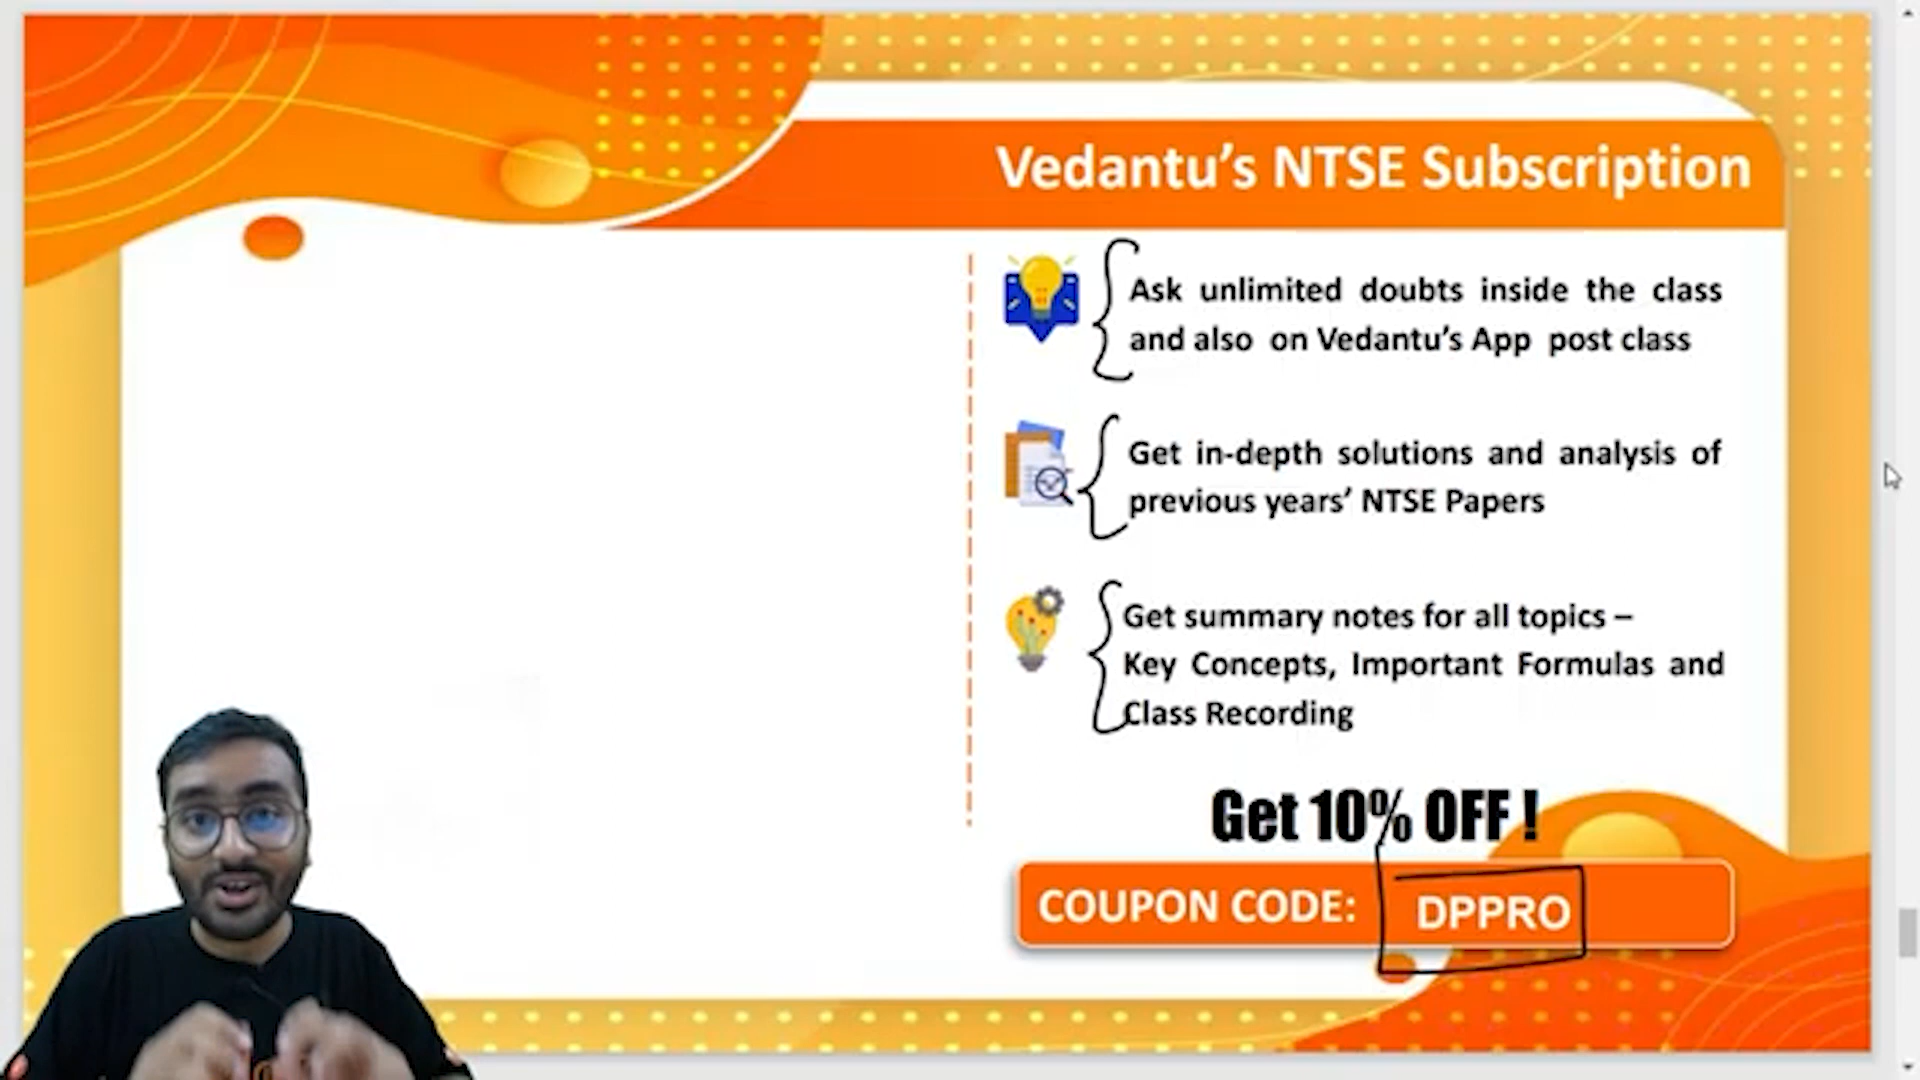 Vedantu’s NTSE Subscription
Ask unlimited doubts inside the class
and also on Vedantu’s App post class
Get in-depth solutions and analysis of
previous years’ NTSE Papers
Get summary notes for all topics –
Key Concepts, Important Formulas and
Class Recording
Get 10% OFF !
COUPON CODE: DPPRO